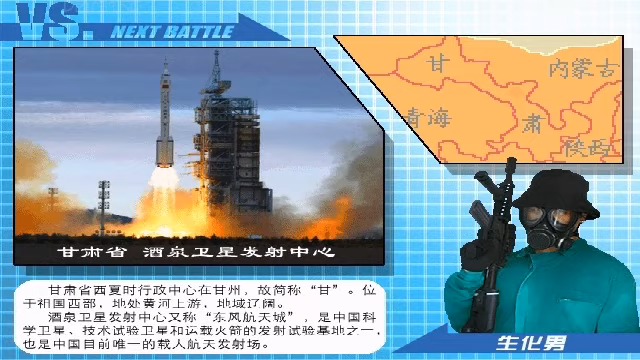 VS.
NEXT BATTLE
甘
内蒙古
青海
肃
陕西
甘肃省 酒泉卫星发射中心
甘肃省西夏时行政中心在甘州，故简称“甘”。位
于祖国西部，地处黄河上游，地域辽阔。
酒泉卫星发射中心又称“东风航天城”，是中国科
学卫星、技术试验卫星和运载火箭的发射试验基地之一，
也是中国目前唯一的载人航天发射场。
生化男